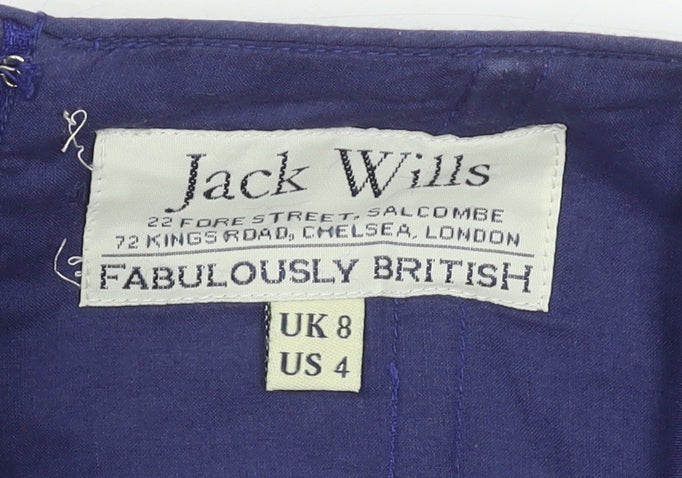 Jack Wills
22 FORE STREET, SALCOMBE
72 KINGS ROAD, CHELSEA, LONDON
FABULOUSLY BRITISH
UK 8
US 4